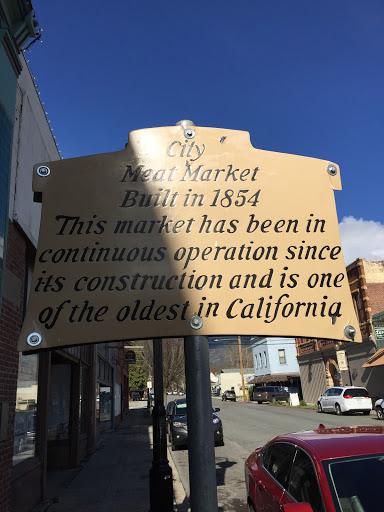 City
Meat Market
Built in 1854
This market has been in
continuous operation since
its construction and is one
of the oldest in California